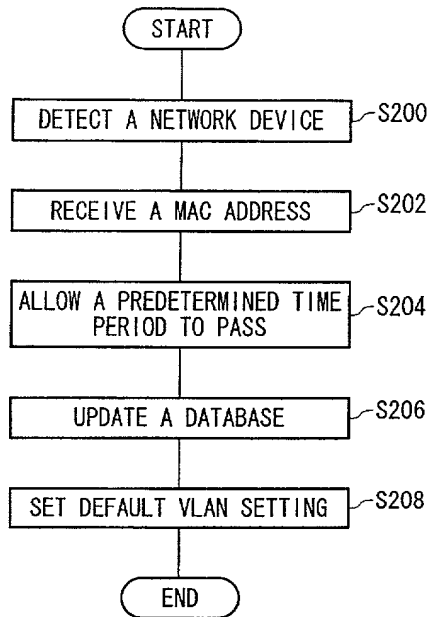 START
DETECT A NETWORK DEVICE
S200
RECEIVE A MAC ADDRESS
S202
ALLOW A PREDETERMINED TIME
PERIOD TO PASS
S204
UPDATE A DATABASE
S206
SET DEFAULT VLAN SETTING
S208
END